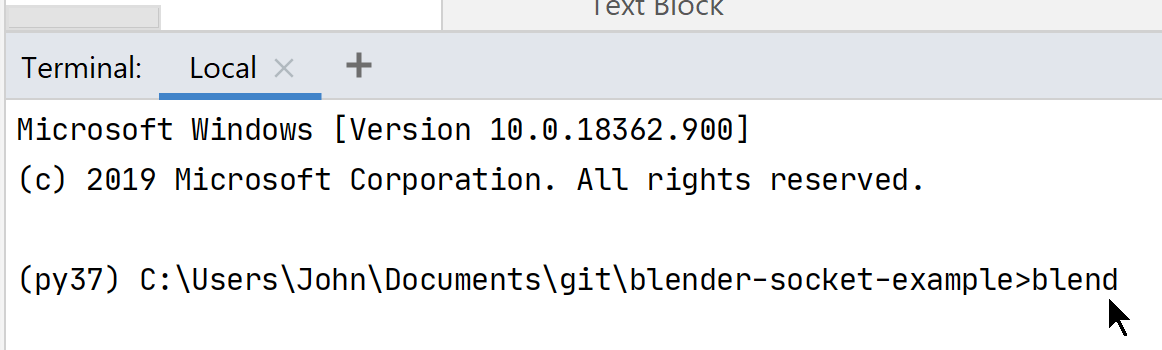 Text Block
Terminal: Local
Microsoft Windows [Version 10.0.18362.900]
(c) 2019 Microsoft Corporation. All rights reserved.
(py37) C:\Users\John\Documents\git\blender-socket-example>blend